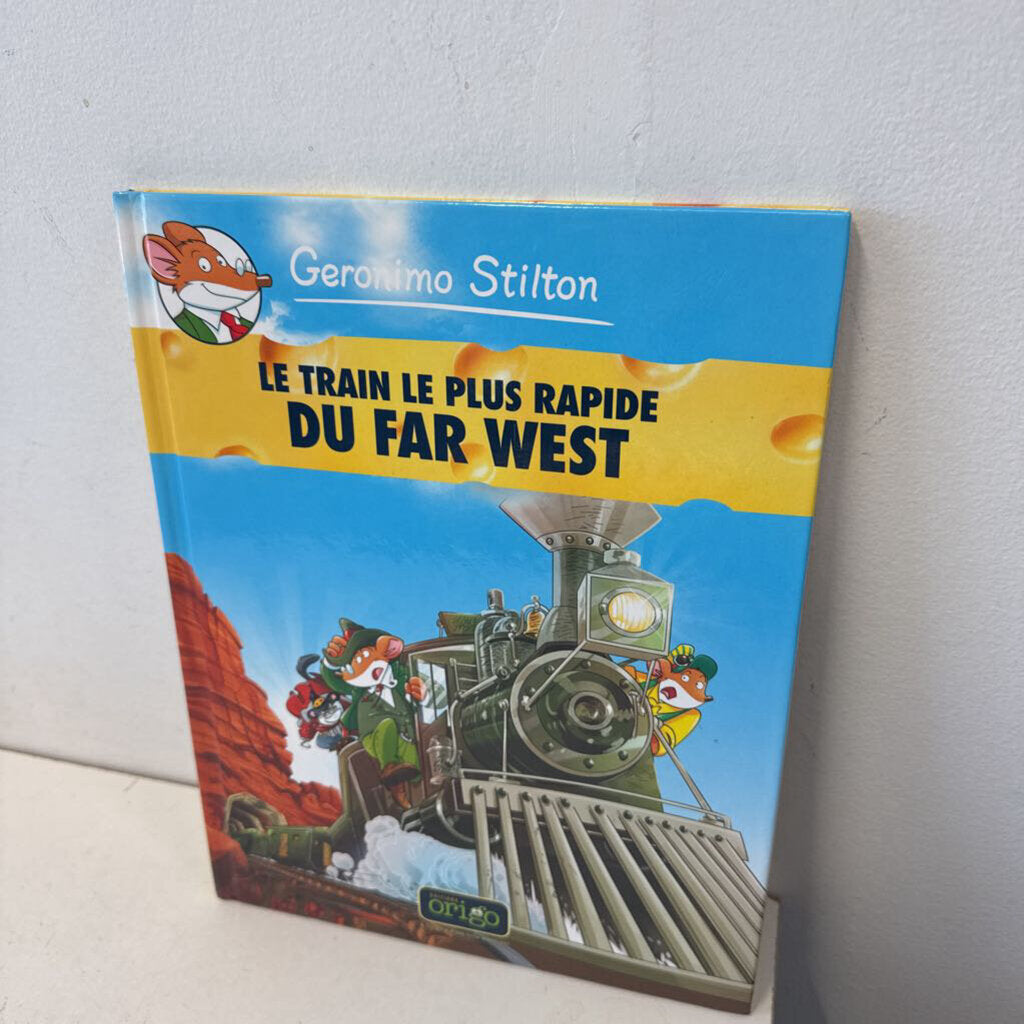 Geronimo Stilton
LE TRAIN LE PLUS RAPIDE
DU FAR WEST
origo